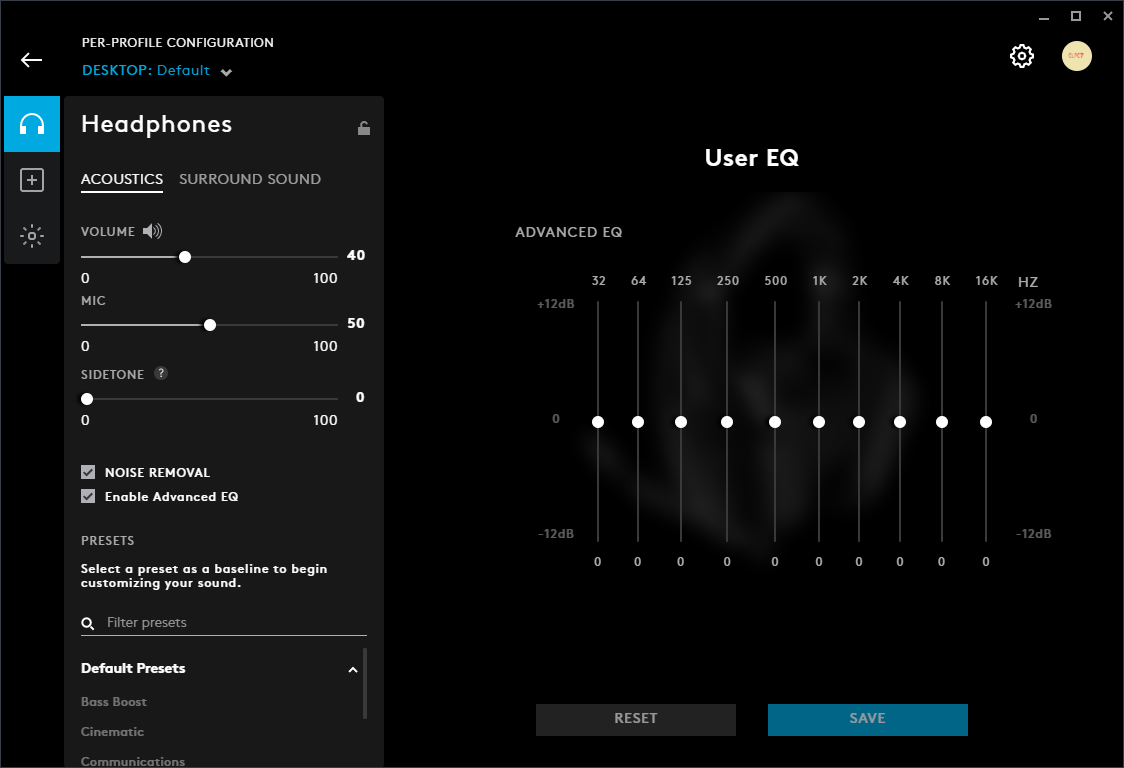 PER-PROFILE CONFIGURATION
DESKTOP: Default
Headphones
ACOUSTICS SURROUND SOUND
VOLUME
40
0 100
MIC
50
0 100
SIDETONE ?
0
0 100
NOISE REMOVAL
Enable Advanced EQ
PRESETS
Select a preset as a baseline to begin
customizing your sound.
Filter presets
Default Presets
Bass Boost
Cinematic
Communications
User EQ
ADVANCED EQ
32 64 125 250 500 1K 2K 4K 8K 16K HZ
+12dB +12dB
0 0
-12dB -12dB
0 0 0 0 0 0 0 0 0 0
RESET SAVE